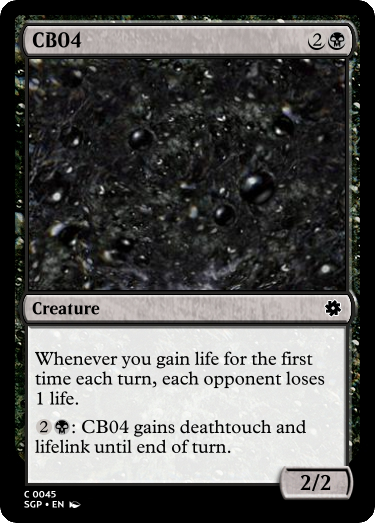 CB04 2
Creature
Whenever you gain life for the first
time each turn, each opponent loses
1 life.
2 : CB04 gains deathtouch and
lifelink until end of turn.
2/2
C 0045
SGP • EN